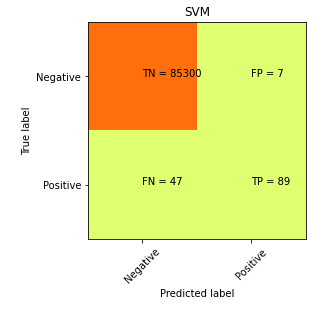 SVM
True label
Negative
TN = 85300
FP = 7
Positive
FN = 47
TP = 89
Negative
Positive
Predicted label